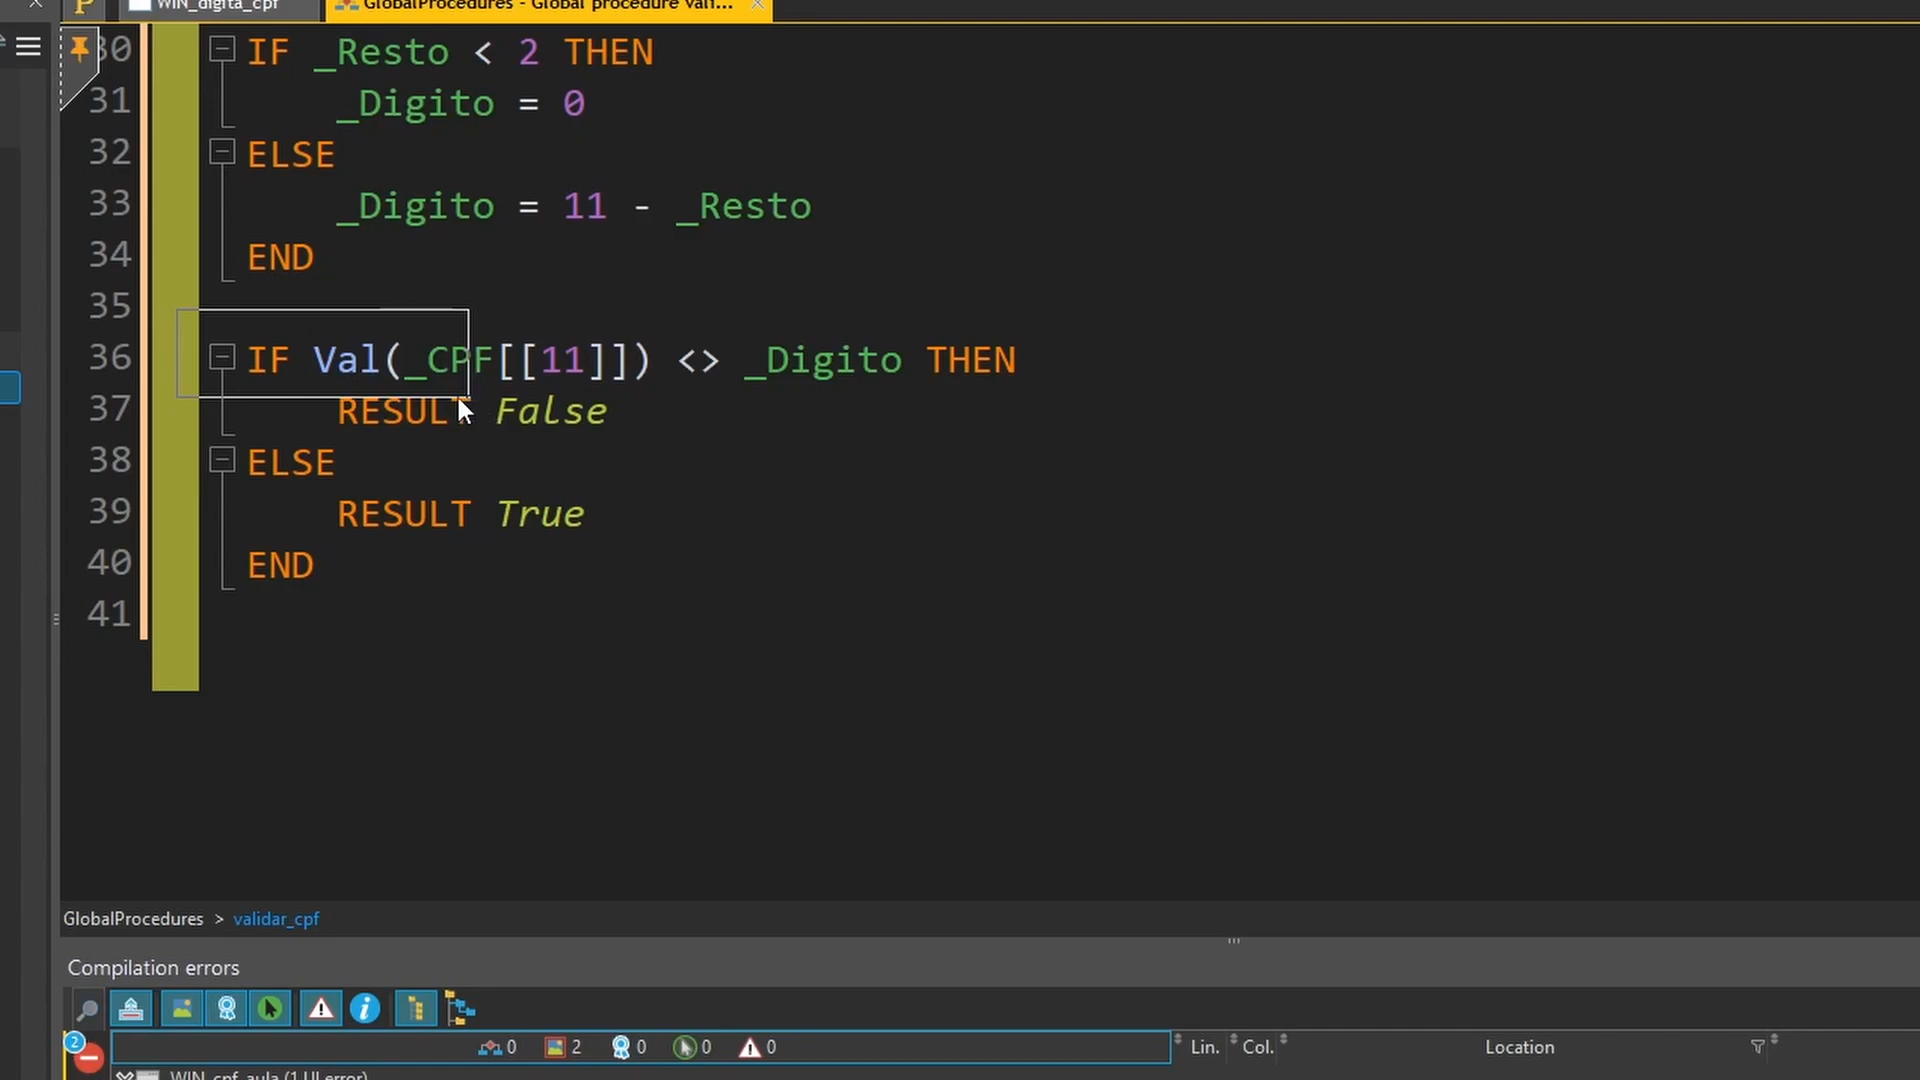 WIN_digita_cpf
GlobalProcedures - Global procedure vali...
30 IF _Resto < 2 THEN
31 _Digito = 0
32 ELSE
33 _Digito = 11 - _Resto
34 END
35
36 IF Val(_CPF[[11]]) <> _Digito THEN
37 RESULT False
38 ELSE
39 RESULT True
40 END
41
GlobalProcedures > validar_cpf
Compilation errors
2 0 2 0 0 0 Lin. Col. Location
WIN_cpf_aula (1 UI error)